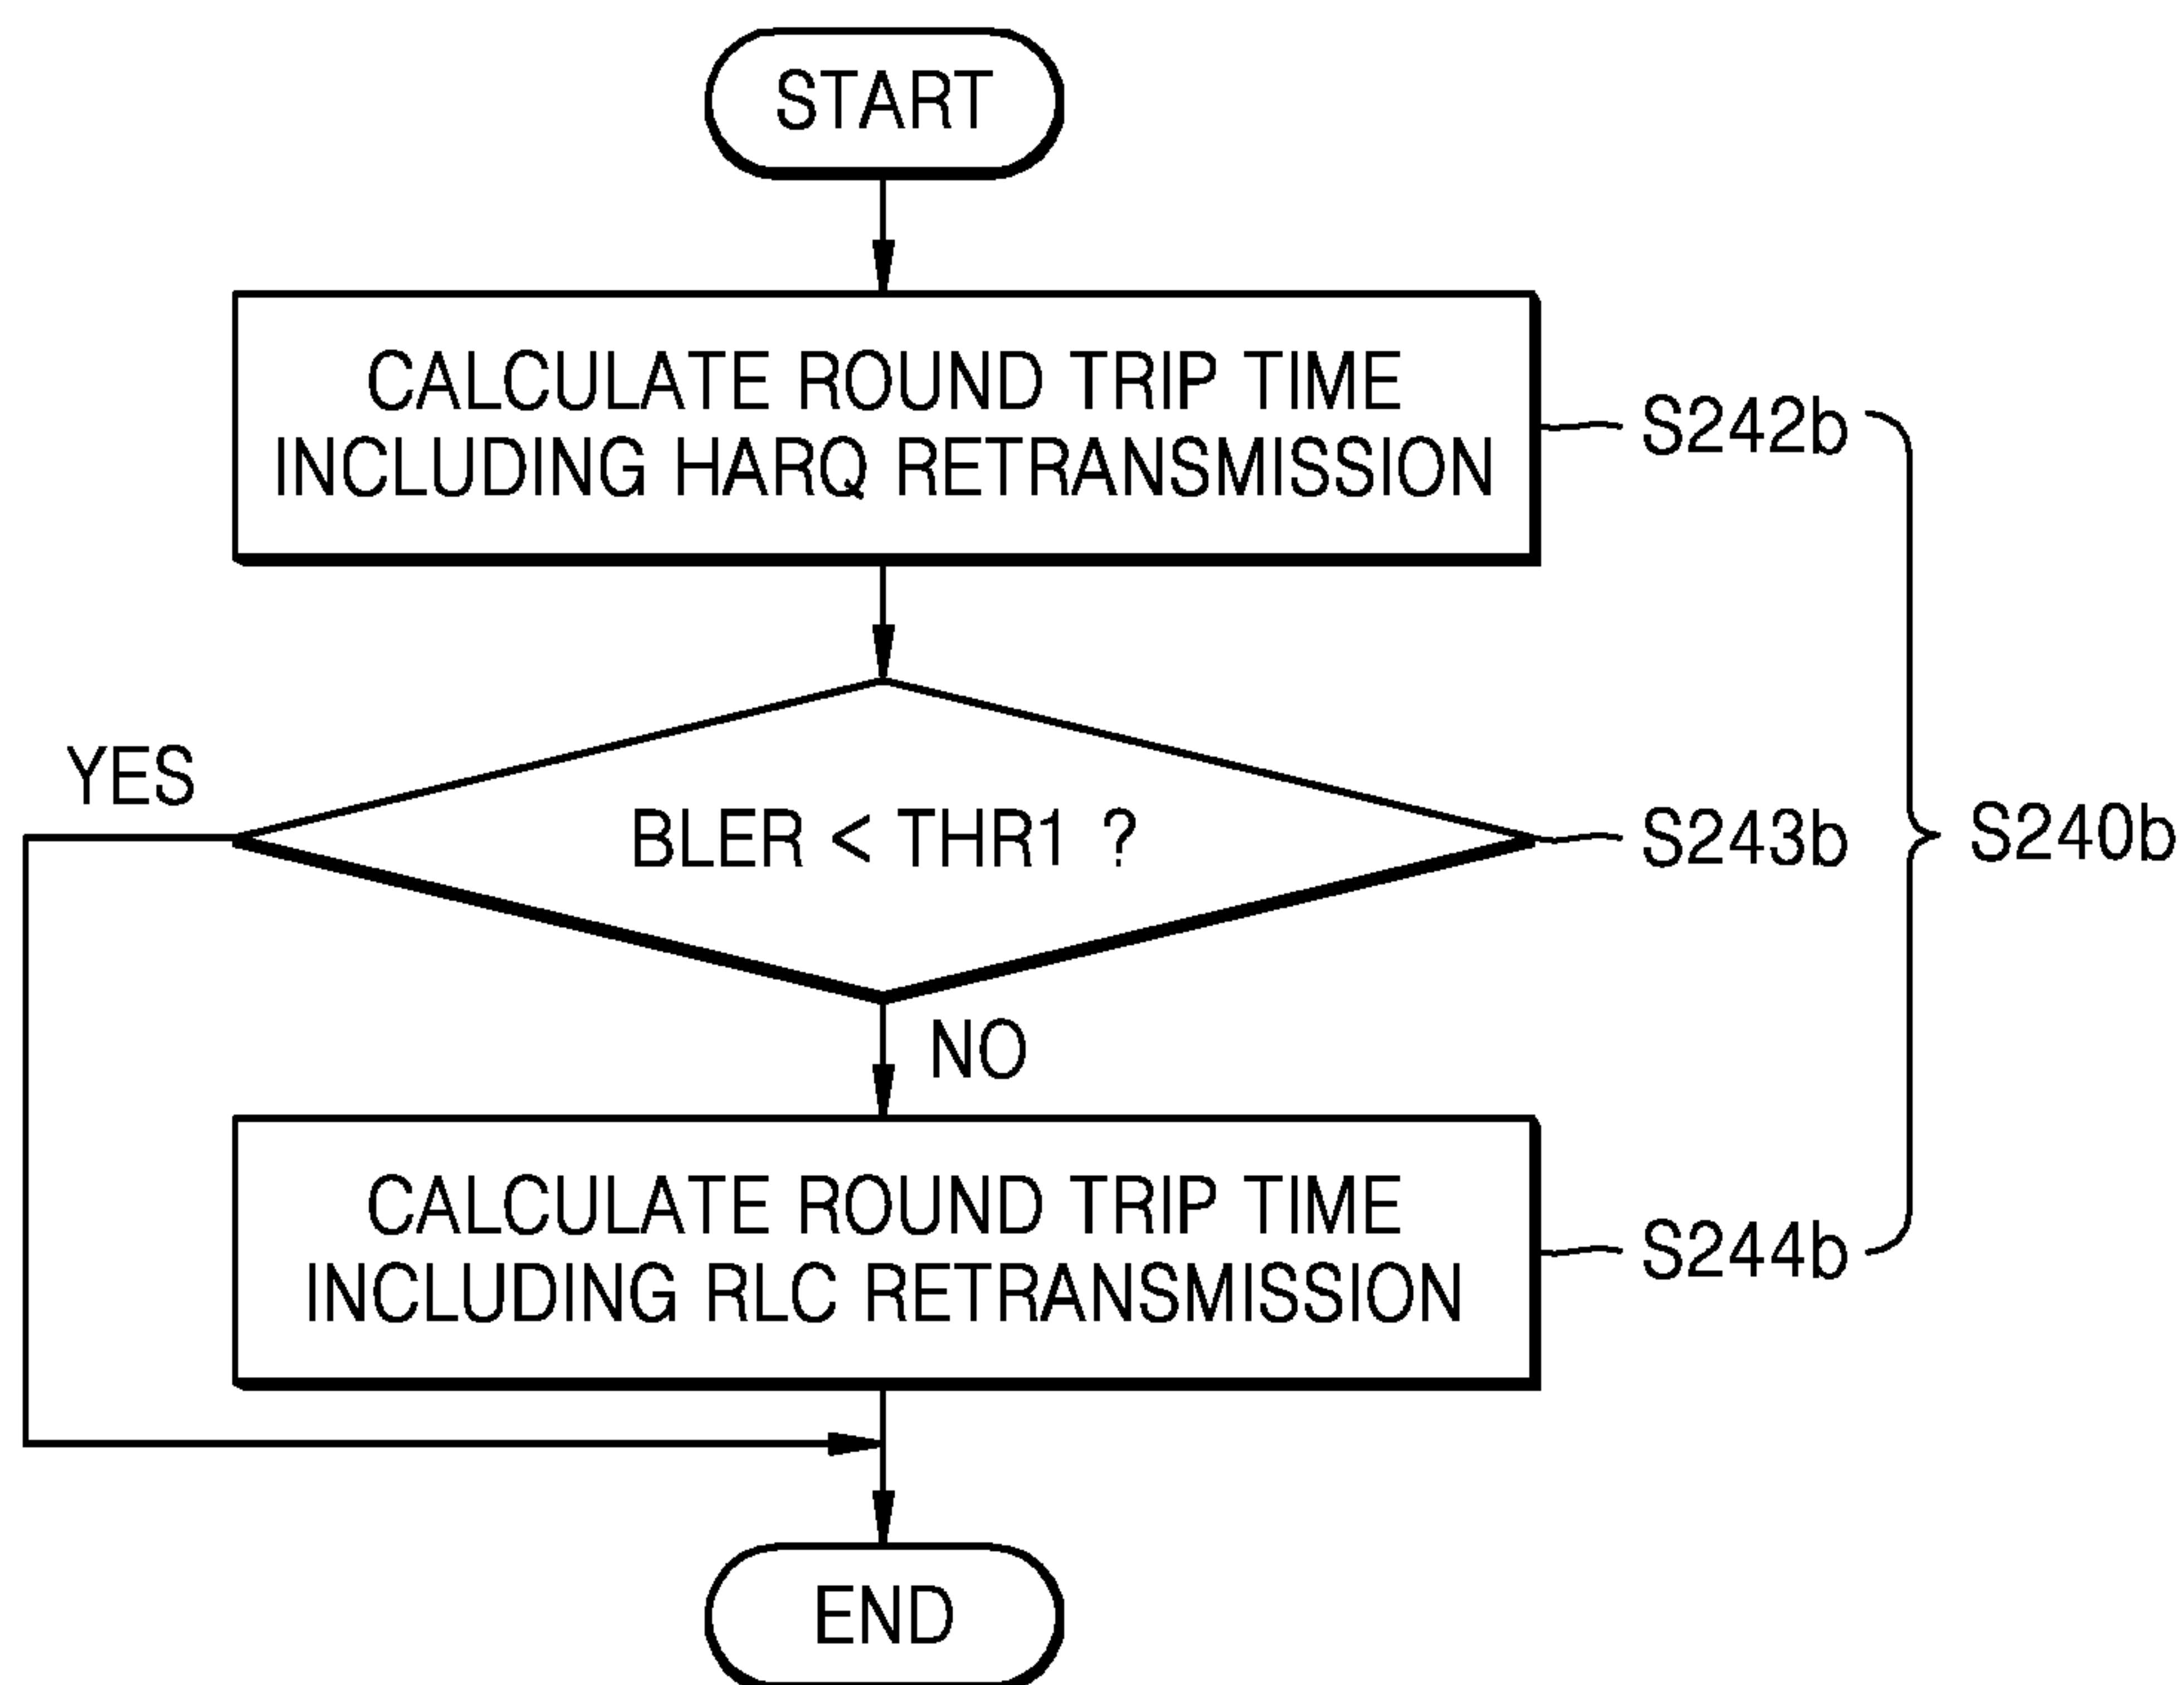 START
CALCULATE ROUND TRIP TIME
INCLUDING HARQ RETRANSMISSION
S242b
YES
BLER < THR1 ?
S243b
S240b
NO
CALCULATE ROUND TRIP TIME
INCLUDING RLC RETRANSMISSION
S244b
END